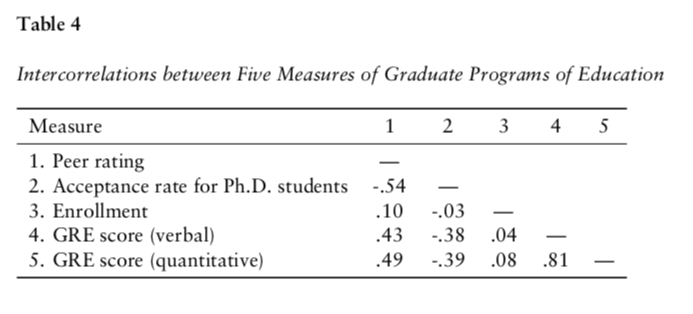 Table 4
Intercorrelations between Five Measures of Graduate Programs of Education
Measure 1 2 3 4 5
1. Peer rating —
2. Acceptance rate for Ph.D. students -.54 —
3. Enrollment .10 -.03 —
4. GRE score (verbal) .43 -.38 .04 —
5. GRE score (quantitative) .49 -.39 .08 .81 —